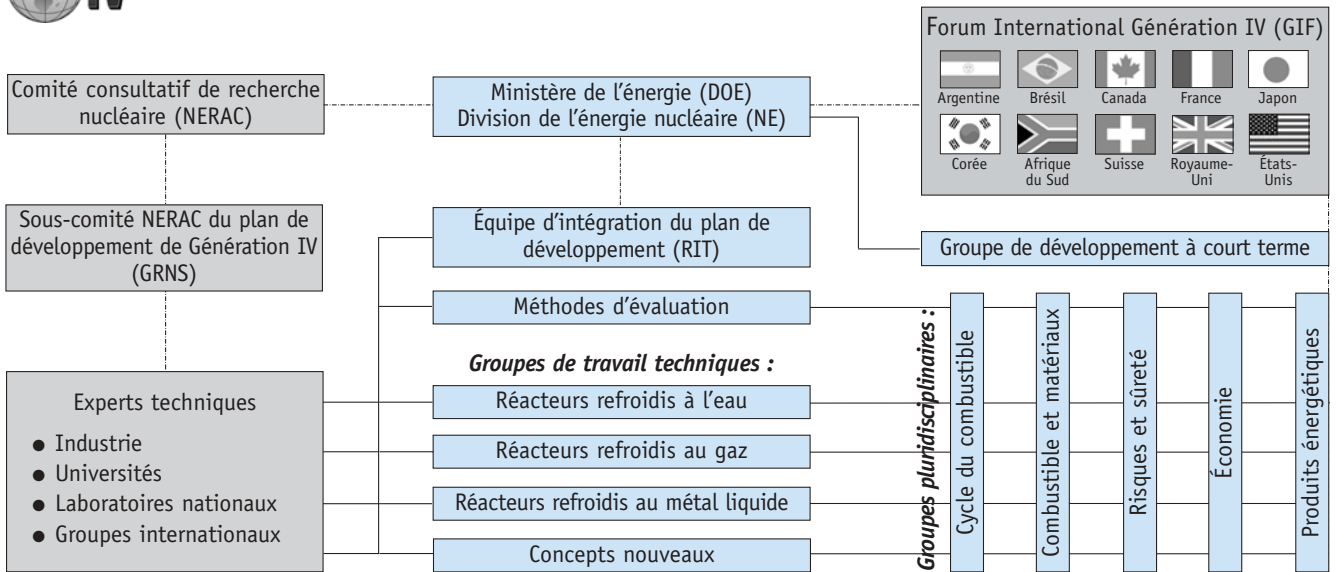 IV
Forum International Génération IV (GIF)
Argentine
Brésil
Canada
France
Japon
Corée
Afrique
du Sud
Suisse
Royaume-
Uni
États-
Unis
Comité consultatif de recherche
nucléaire (NERAC)
Ministère de l'énergie (DOE)
Division de l'énergie nucléaire (NE)
Sous-comité NERAC du plan de
développement de Génération IV
(GRNS)
Équipe d'intégration du plan de
développement (RIT)
Groupe de développement à court terme
Méthodes d'évaluation
Groupes de travail techniques :
Experts techniques
● Industrie
● Universités
● Laboratoires nationaux
● Groupes internationaux
Réacteurs refroidis à l'eau
Réacteurs refroidis au gaz
Réacteurs refroidis au métal liquide
Concepts nouveaux
Groupes pluridisciplinaires :
Cycle du combustible
Combustible et matériaux
Risques et sûreté
Économie
Produits énergétiques